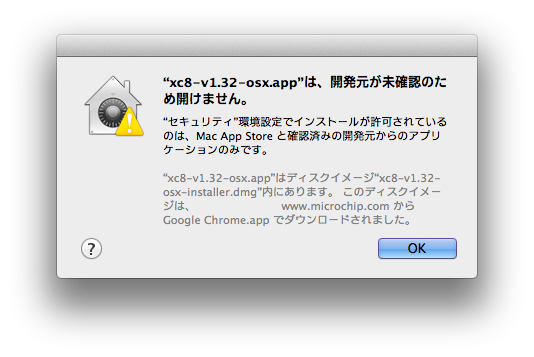 “xc8-v1.32-osx.app”は、開発元が未確認のた
め開けません。
“セキュリティ”環境設定でインストールが許可されている
のは、Mac App Store と確認済みの開発元からのアプリ
ケーションのみです。
“xc8-v1.32-osx.app”はディスクイメージ“xc8-v1.32-
osx-installer.dmg”内にあります。 このディスクイメー
ジは、 www.microchip.com から
Google Chrome.app でダウンロードされました。
?
OK